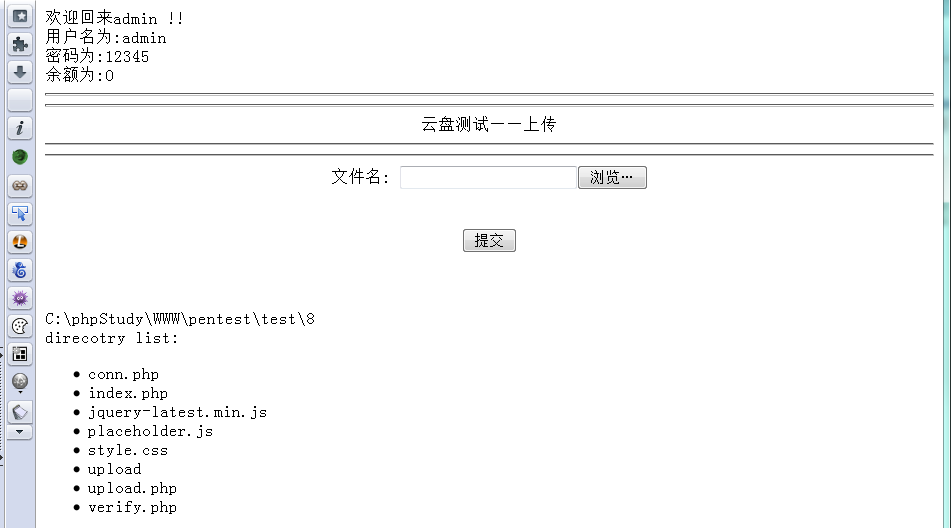 欢迎回来admin !!
用户名为:admin
密码为:12345
余额为:0
云盘测试——上传
文件名: 浏览…
提交
C:\phpStudy\WWW\pentest\test\8
direcotry list:
conn.php
index.php
jquery-latest.min.js
placeholder.js
style.css
upload
upload.php
verify.php